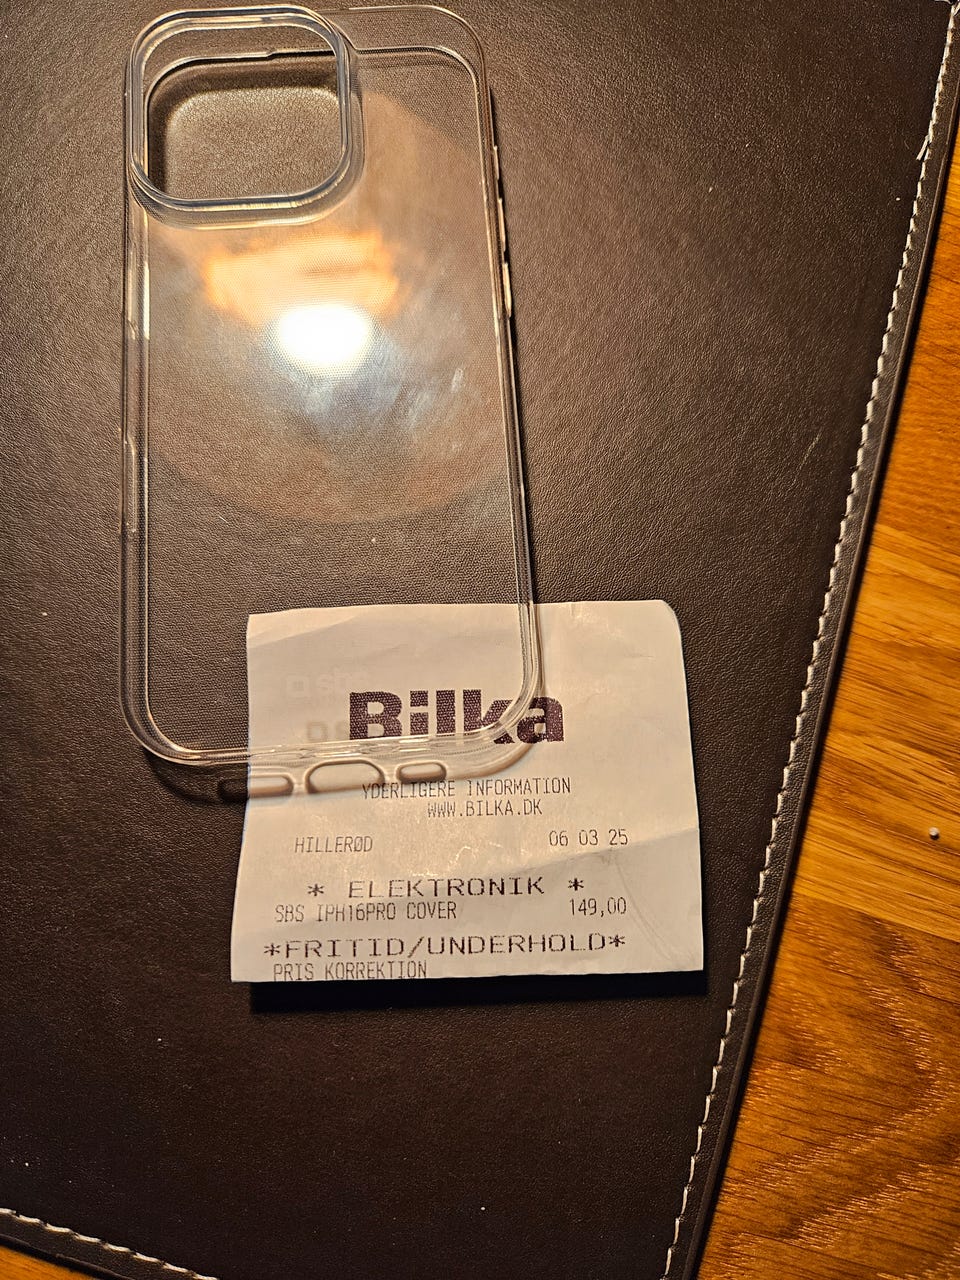 sbs
Bilka
YDERLIGERE INFORMATION
WWW.BILKA.DK
HILLERØD 06 03 25
* ELEKTRONIK *
SBS IPH16PRO COVER 149,00
*FRITID/UNDERHOLD*
PRIS KORREKTION